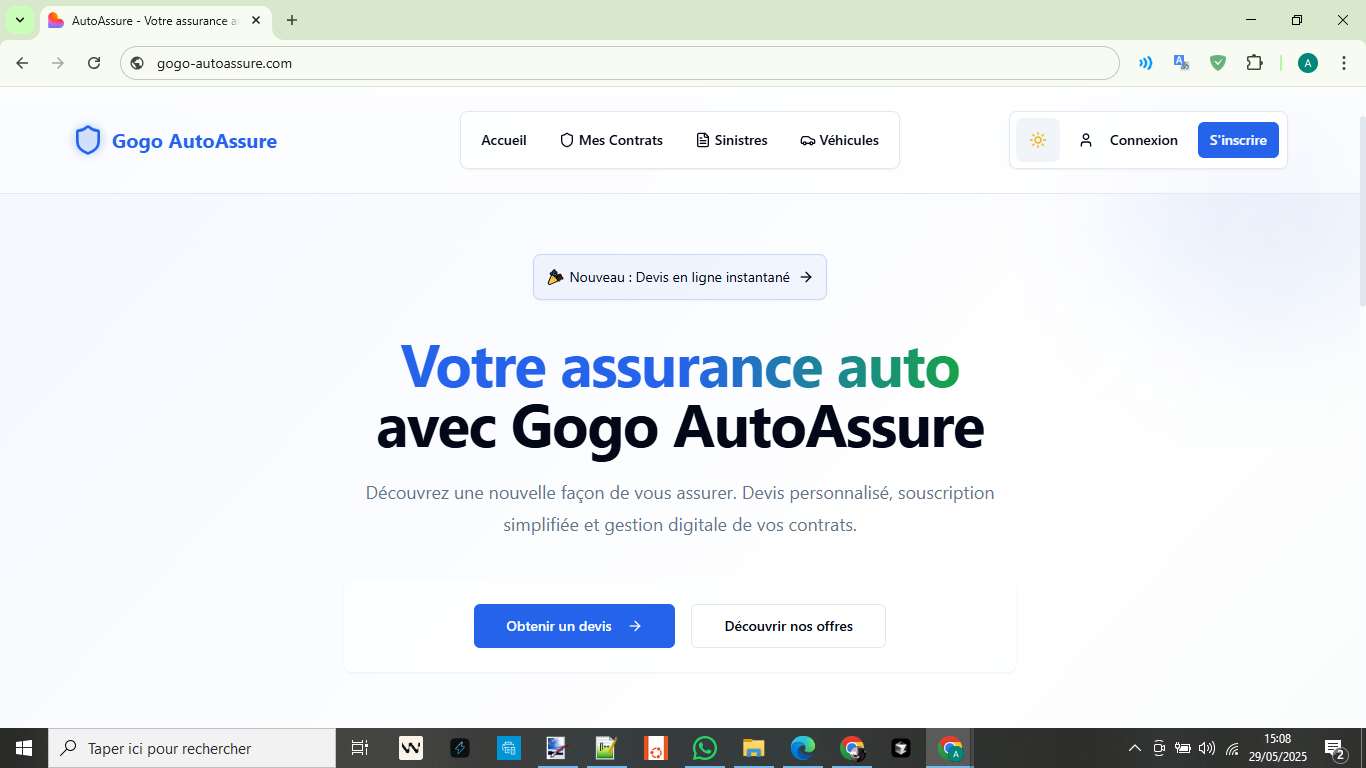 AutoAssure - Votre assurance a
gogo-autoassure.com
A
Gogo AutoAssure
Accueil
Mes Contrats
Sinistres
Véhicules
Connexion
S'inscrire
Nouveau : Devis en ligne instantané
Votre assurance auto
avec Gogo AutoAssure
Découvrez une nouvelle façon de vous assurer. Devis personnalisé, souscription
simplifiée et gestion digitale de vos contrats.
Obtenir un devis
Découvrir nos offres
Taper ici pour rechercher
W
A
15:08
29/05/2025
2